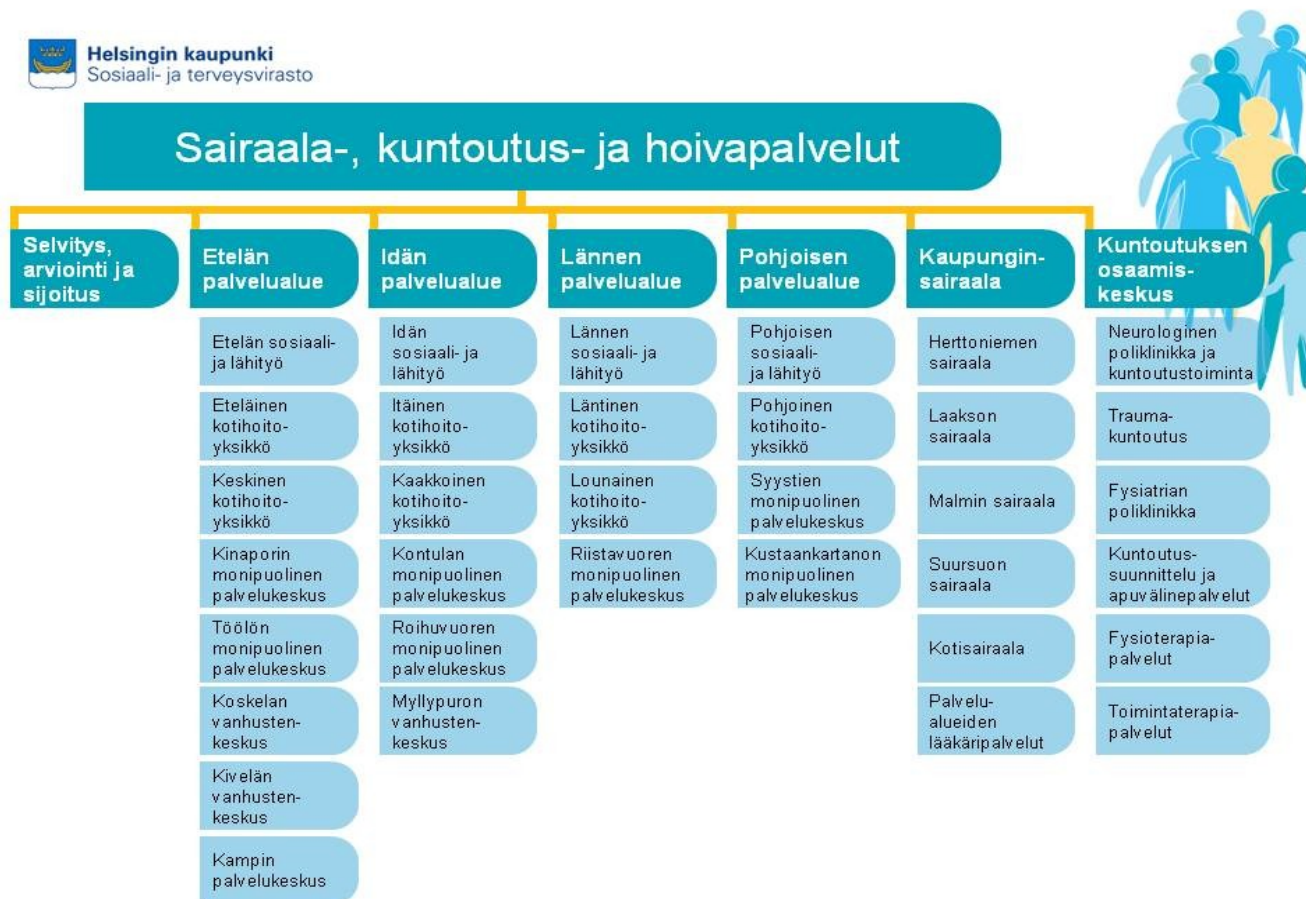 Helsingin kaupunki
Sosiaali- ja terveysvirasto
Sairaala-, kuntoutus- ja hoivapalvelut
Selvitys,
arviointi ja
sijoitus
Etelän
palvelualue
Etelän sosiaali-
ja lähityö
Eteläinen
kotihoito-
yksikkö
Keskinen
kotihoito-
yksikkö
Kinaporin
monipuolinen
palvelukeskus
Töölön
monipuolinen
palvelukeskus
Koskelan
vanhusten-
keskus
Kivelän
vanhusten-
keskus
Kampin
palvelukeskus
Idän
palvelualue
Idän
sosiaali- ja
lähityö
Itäinen
kotihoito-
yksikkö
Kaakkoinen
kotihoito-
yksikkö
Kontulan
monipuolinen
palvelukeskus
Roihuvuoren
monipuolinen
palvelukeskus
Myllypuron
vanhusten-
keskus
Lännen
palvelualue
Lännen
sosiaali- ja
lähityö
Läntinen
kotihoito-
yksikkö
Lounainen
kotihoito-
yksikkö
Riistavuoren
monipuolinen
palvelukeskus
Pohjoisen
palvelualue
Pohjoisen
sosiaali-
ja lähityö
Pohjoinen
kotihoito-
yksikkö
Syystien
monipuolinen
palvelukeskus
Kustaankartanon
monipuolinen
palvelukeskus
Kaupungin-
sairaala
Herttoniemen
sairaala
Laakson
sairaala
Malmin sairaala
Suursuon
sairaala
Kotisairaala
Palvelu-
alueiden
lääkäripalvelut
Kuntoutuksen
osaamis-
keskus
Neurologinen
poliklinikka ja
kuntoutustoiminta
Trauma-
kuntoutus
Fysiatrian
poliklinikka
Kuntoutus-
suunnittelu ja
apuvälinepalvelut
Fysioterapia-
palvelut
Toimintaterapia-
palvelut